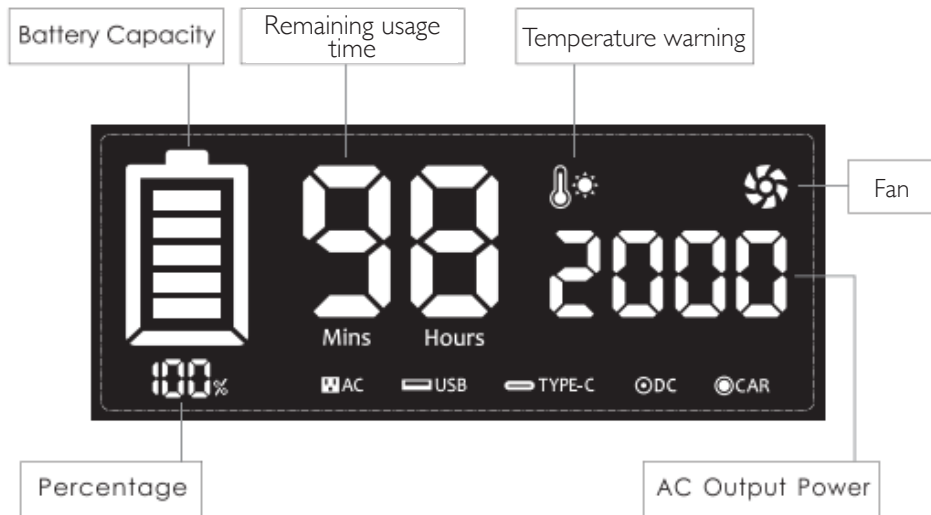 Battery Capacity
Remaining usage
time
Temperature warning
Fan
98
2000
Mins Hours
100%
AC USB TYPE-C DC CAR
Percentage
AC Output Power